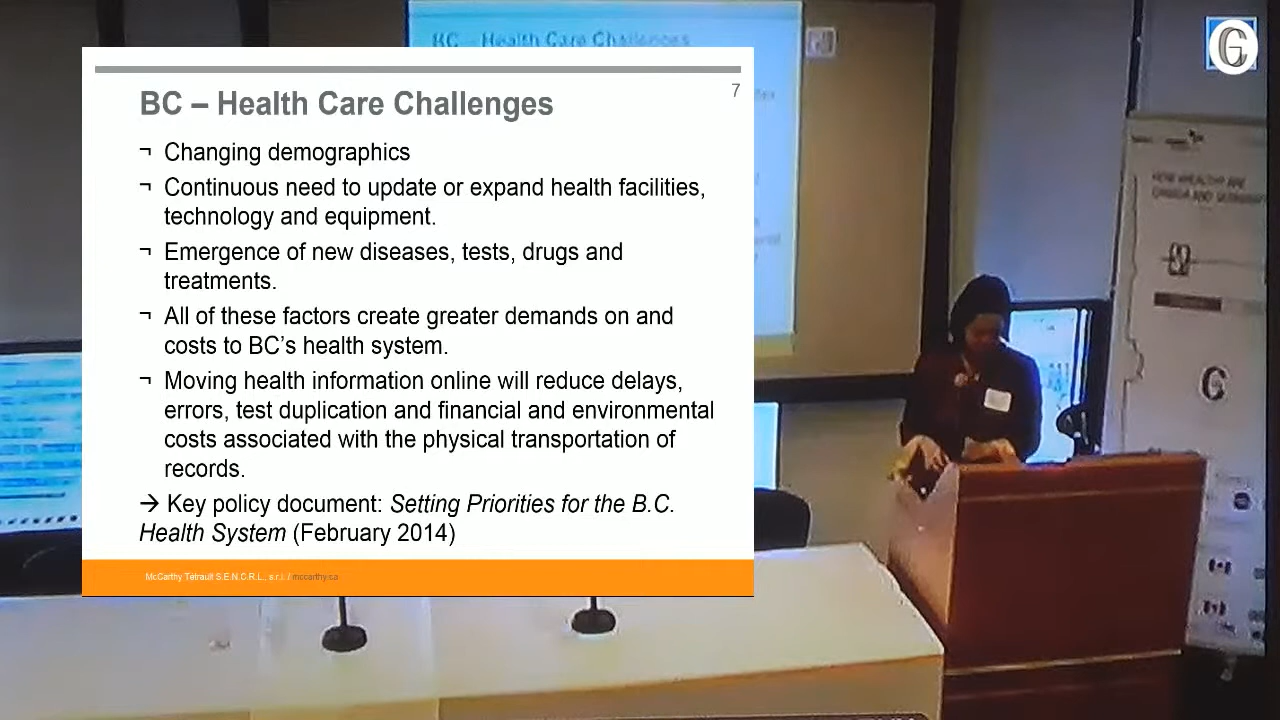 BC – Health Care Challenges
7
BC – Health Care Challenges
¬ Changing demographics
¬ Continuous need to update or expand health facilities,
technology and equipment.
¬ Emergence of new diseases, tests, drugs and
treatments.
¬ All of these factors create greater demands on and
costs to BC's health system.
¬ Moving health information online will reduce delays,
errors, test duplication and financial and environmental
costs associated with the physical transportation of
records.
→ Key policy document: Setting Priorities for the B.C.
Health System (February 2014)
McCarthy Tétrault S.E.N.C.R.L., s.r.l. / mccarthy.ca
HOW HEALTHY ARE